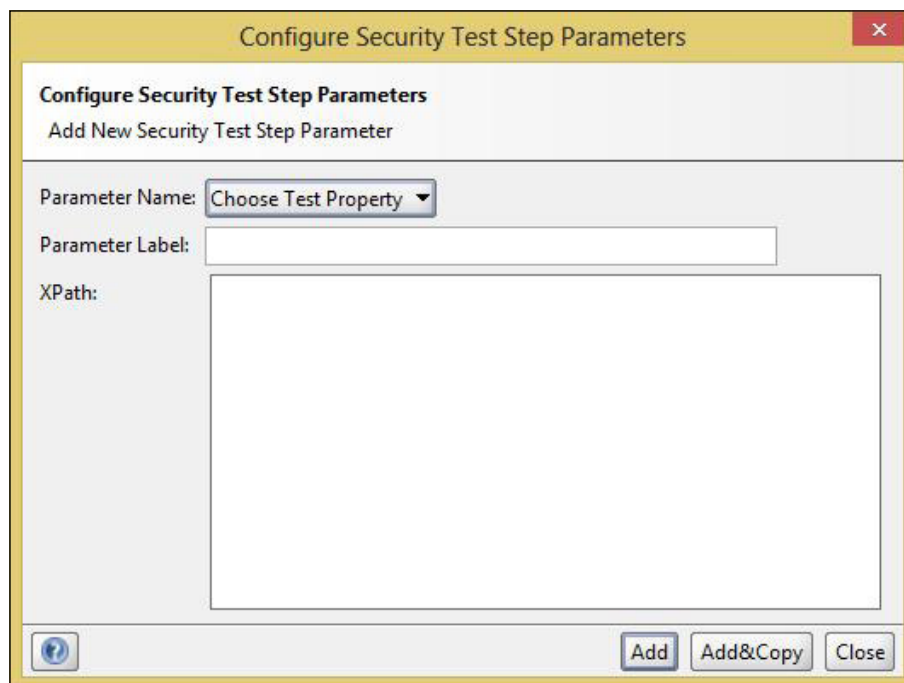 Configure Security Test Step Parameters
Configure Security Test Step Parameters
Add New Security Test Step Parameter
Parameter Name: Choose Test Property
Parameter Label:
XPath:
Add Add&Copy Close